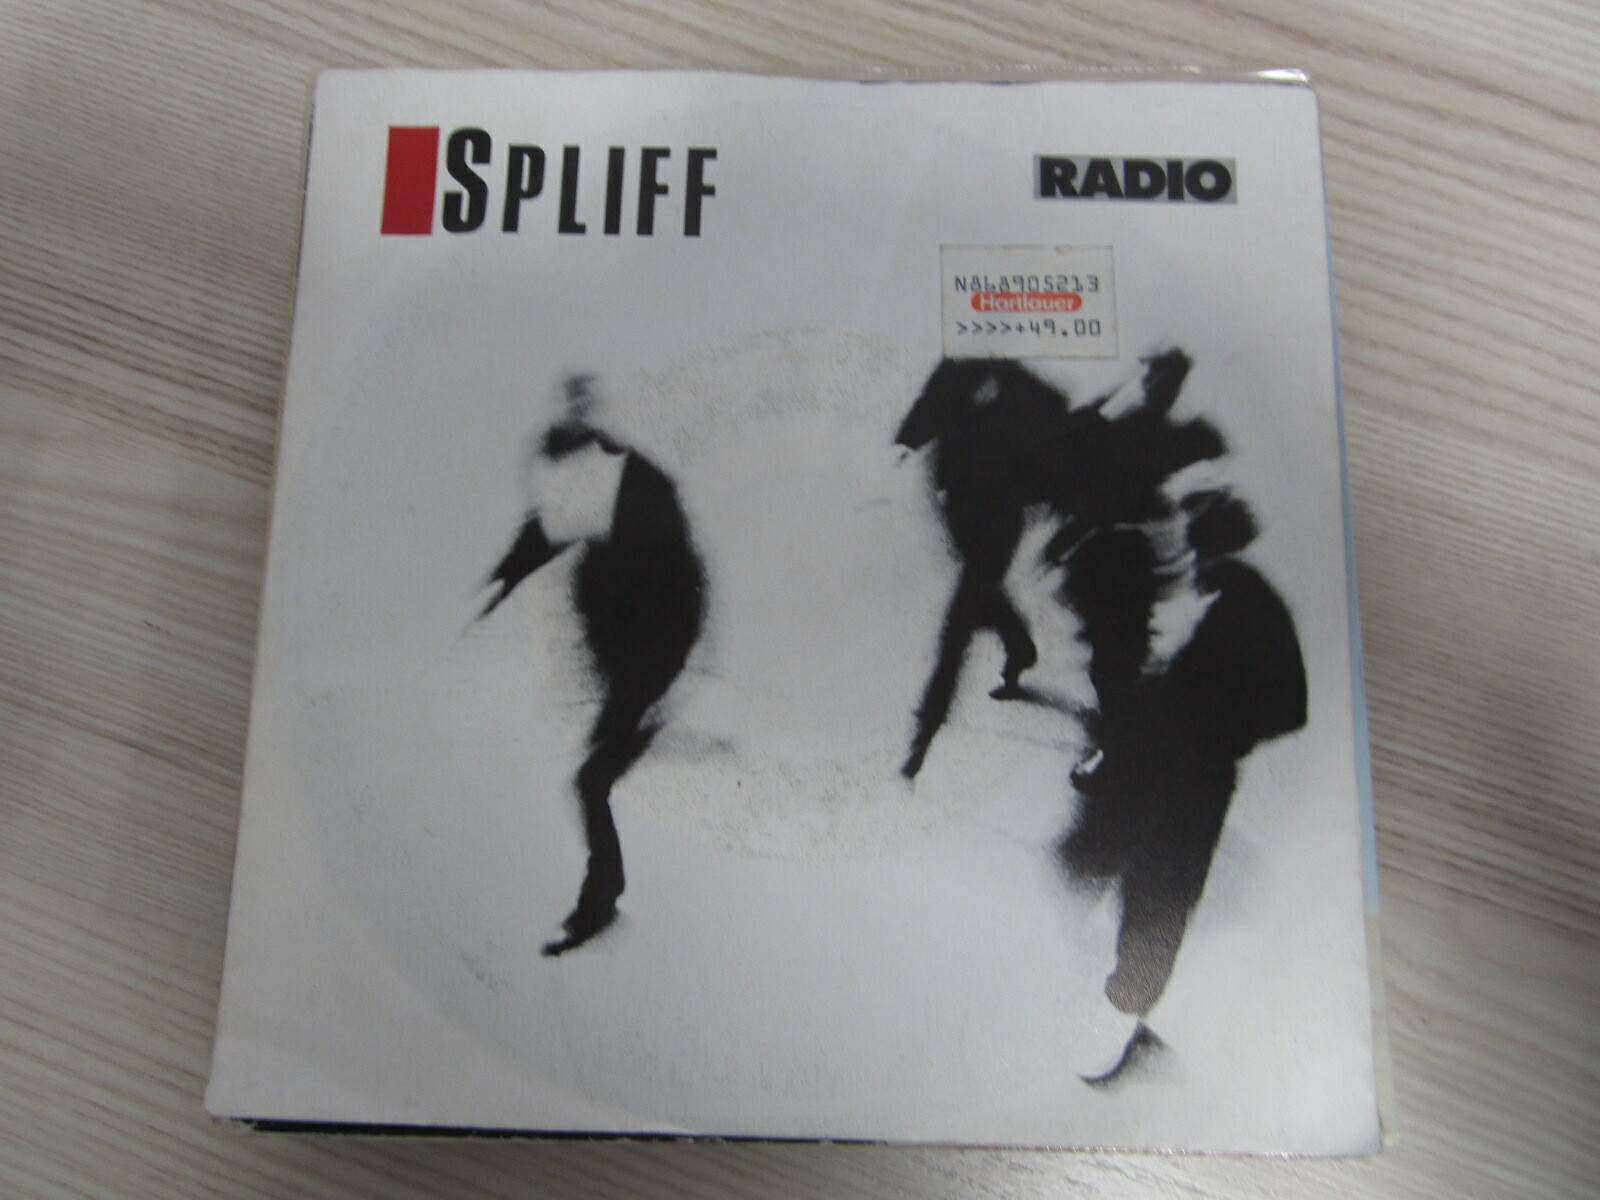 SPLIFF
RADIO
N868905213
Hartlauer
>>>>+49.00